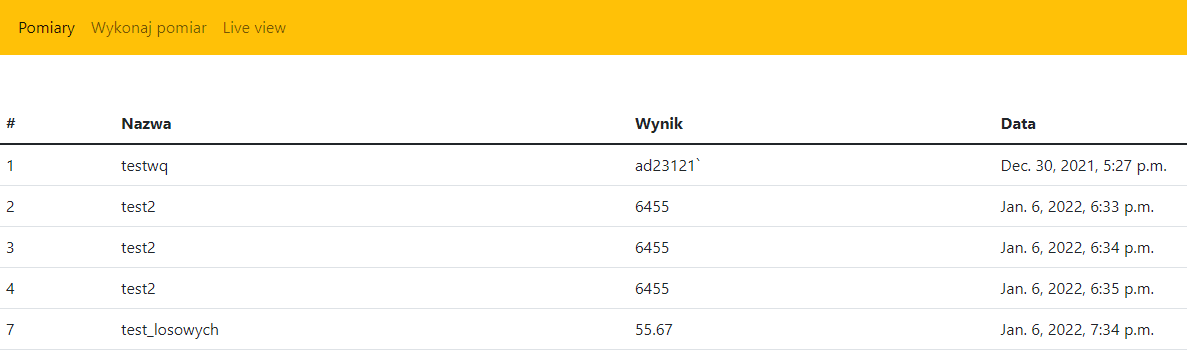 Pomiary Wykonaj pomiar Live view
# Nazwa Wynik Data
1 testwq ad23121` Dec. 30, 2021, 5:27 p.m.
2 test2 6455 Jan. 6, 2022, 6:33 p.m.
3 test2 6455 Jan. 6, 2022, 6:34 p.m.
4 test2 6455 Jan. 6, 2022, 6:35 p.m.
7 test_losowych 55.67 Jan. 6, 2022, 7:34 p.m.